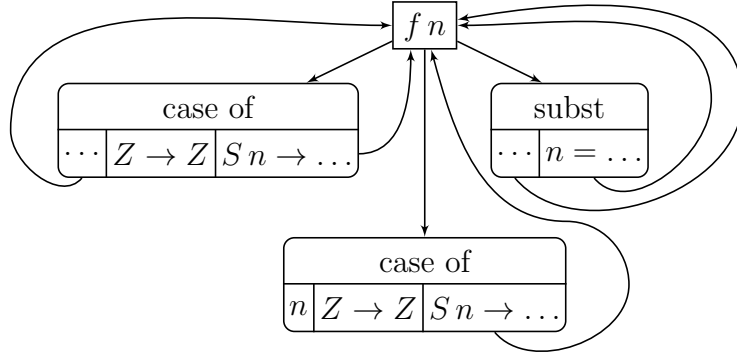 f n
case of
··· Z → Z S n → ...
subst
··· n = ...
case of
n Z → Z S n → ...